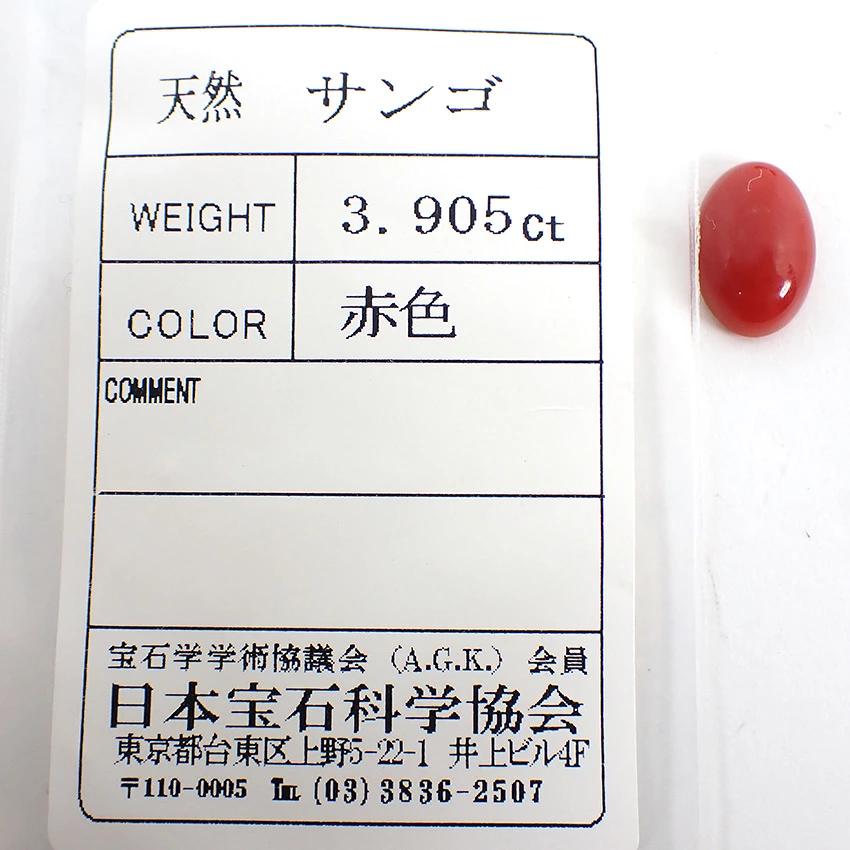 天然 サンゴ
WEIGHT 3.905ct
COLOR 赤色
COMMENT
宝石学学術協議会 (A.G.K.) 会員
日本宝石科学協会
東京都台東区上野5-22-1 井上ビル4F
〒110-0005 ℡ (03) 3836-2507